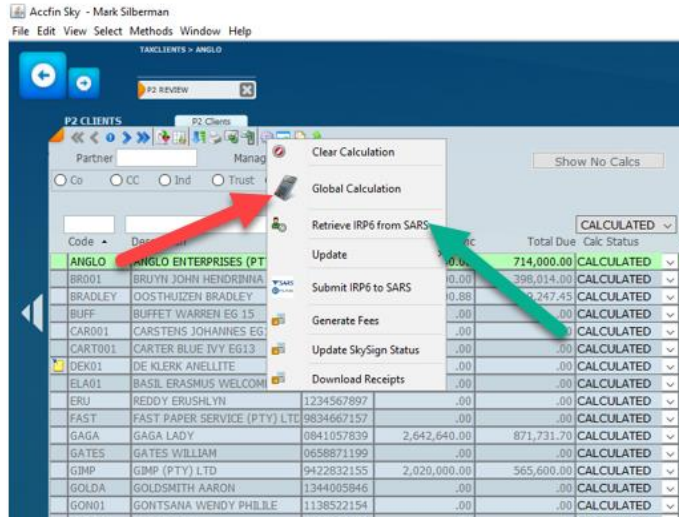 Accfin Sky - Mark Silberman
File Edit View Select Methods Window Help
TAXCLIENTS > ANGLO
P2 REVIEW
P2 CLIENTS P2 Clients
Partner Manag
Show No Calcs
Co CC Ind Trust
CALCULATED
Code Total Due Calc Status
Clear Calculation
Global Calculation
Retrieve IRP6 from SARS
Update
Submit IRP6 to SARS
Generate Fees
Update SkySign Status
Download Receipts
ANGLO ANGLO ENTERPRISES (PT 714,000.00 CALCULATED
BR001 BRUYN JOHN HENDRINNA 398,014.00 CALCULATED
BRADLEY OOSTHUIZEN BRADLEY 247.45 CALCULATED
BUFF BUFFET WARREN EG 15 .00 CALCULATED
CAR001 CARSTENS JOHANNES EG .00 CALCULATED
CART001 CARTER BLUE IVY EG13 .00 .00 CALCULATED
DEK01 DE KLERK ANELLITE .00 .00 CALCULATED
ELA01 BASIL ERASMUS WELCOM .00 .00 CALCULATED
ERU REDDY ERUSHLYN 1234567897 .00 .00 CALCULATED
FAST FAST PAPER SERVICE (PTY) LTD 9834667157 .00 .00 CALCULATED
GAGA GAGA LADY 0841057839 2,642,640.00 871,731.70 CALCULATED
GATES GATES WILLIAM 0658871199 .00 .00 CALCULATED
GIMP GIMP (PTY) LTD 9422832155 2,020,000.00 565,600.00 CALCULATED
GOLDA GOLDSMITH AARON 1344005846 .00 .00 CALCULATED
GON01 GONTSANA WENDY PHILILE 1138522154 .00 .00 CALCULATED